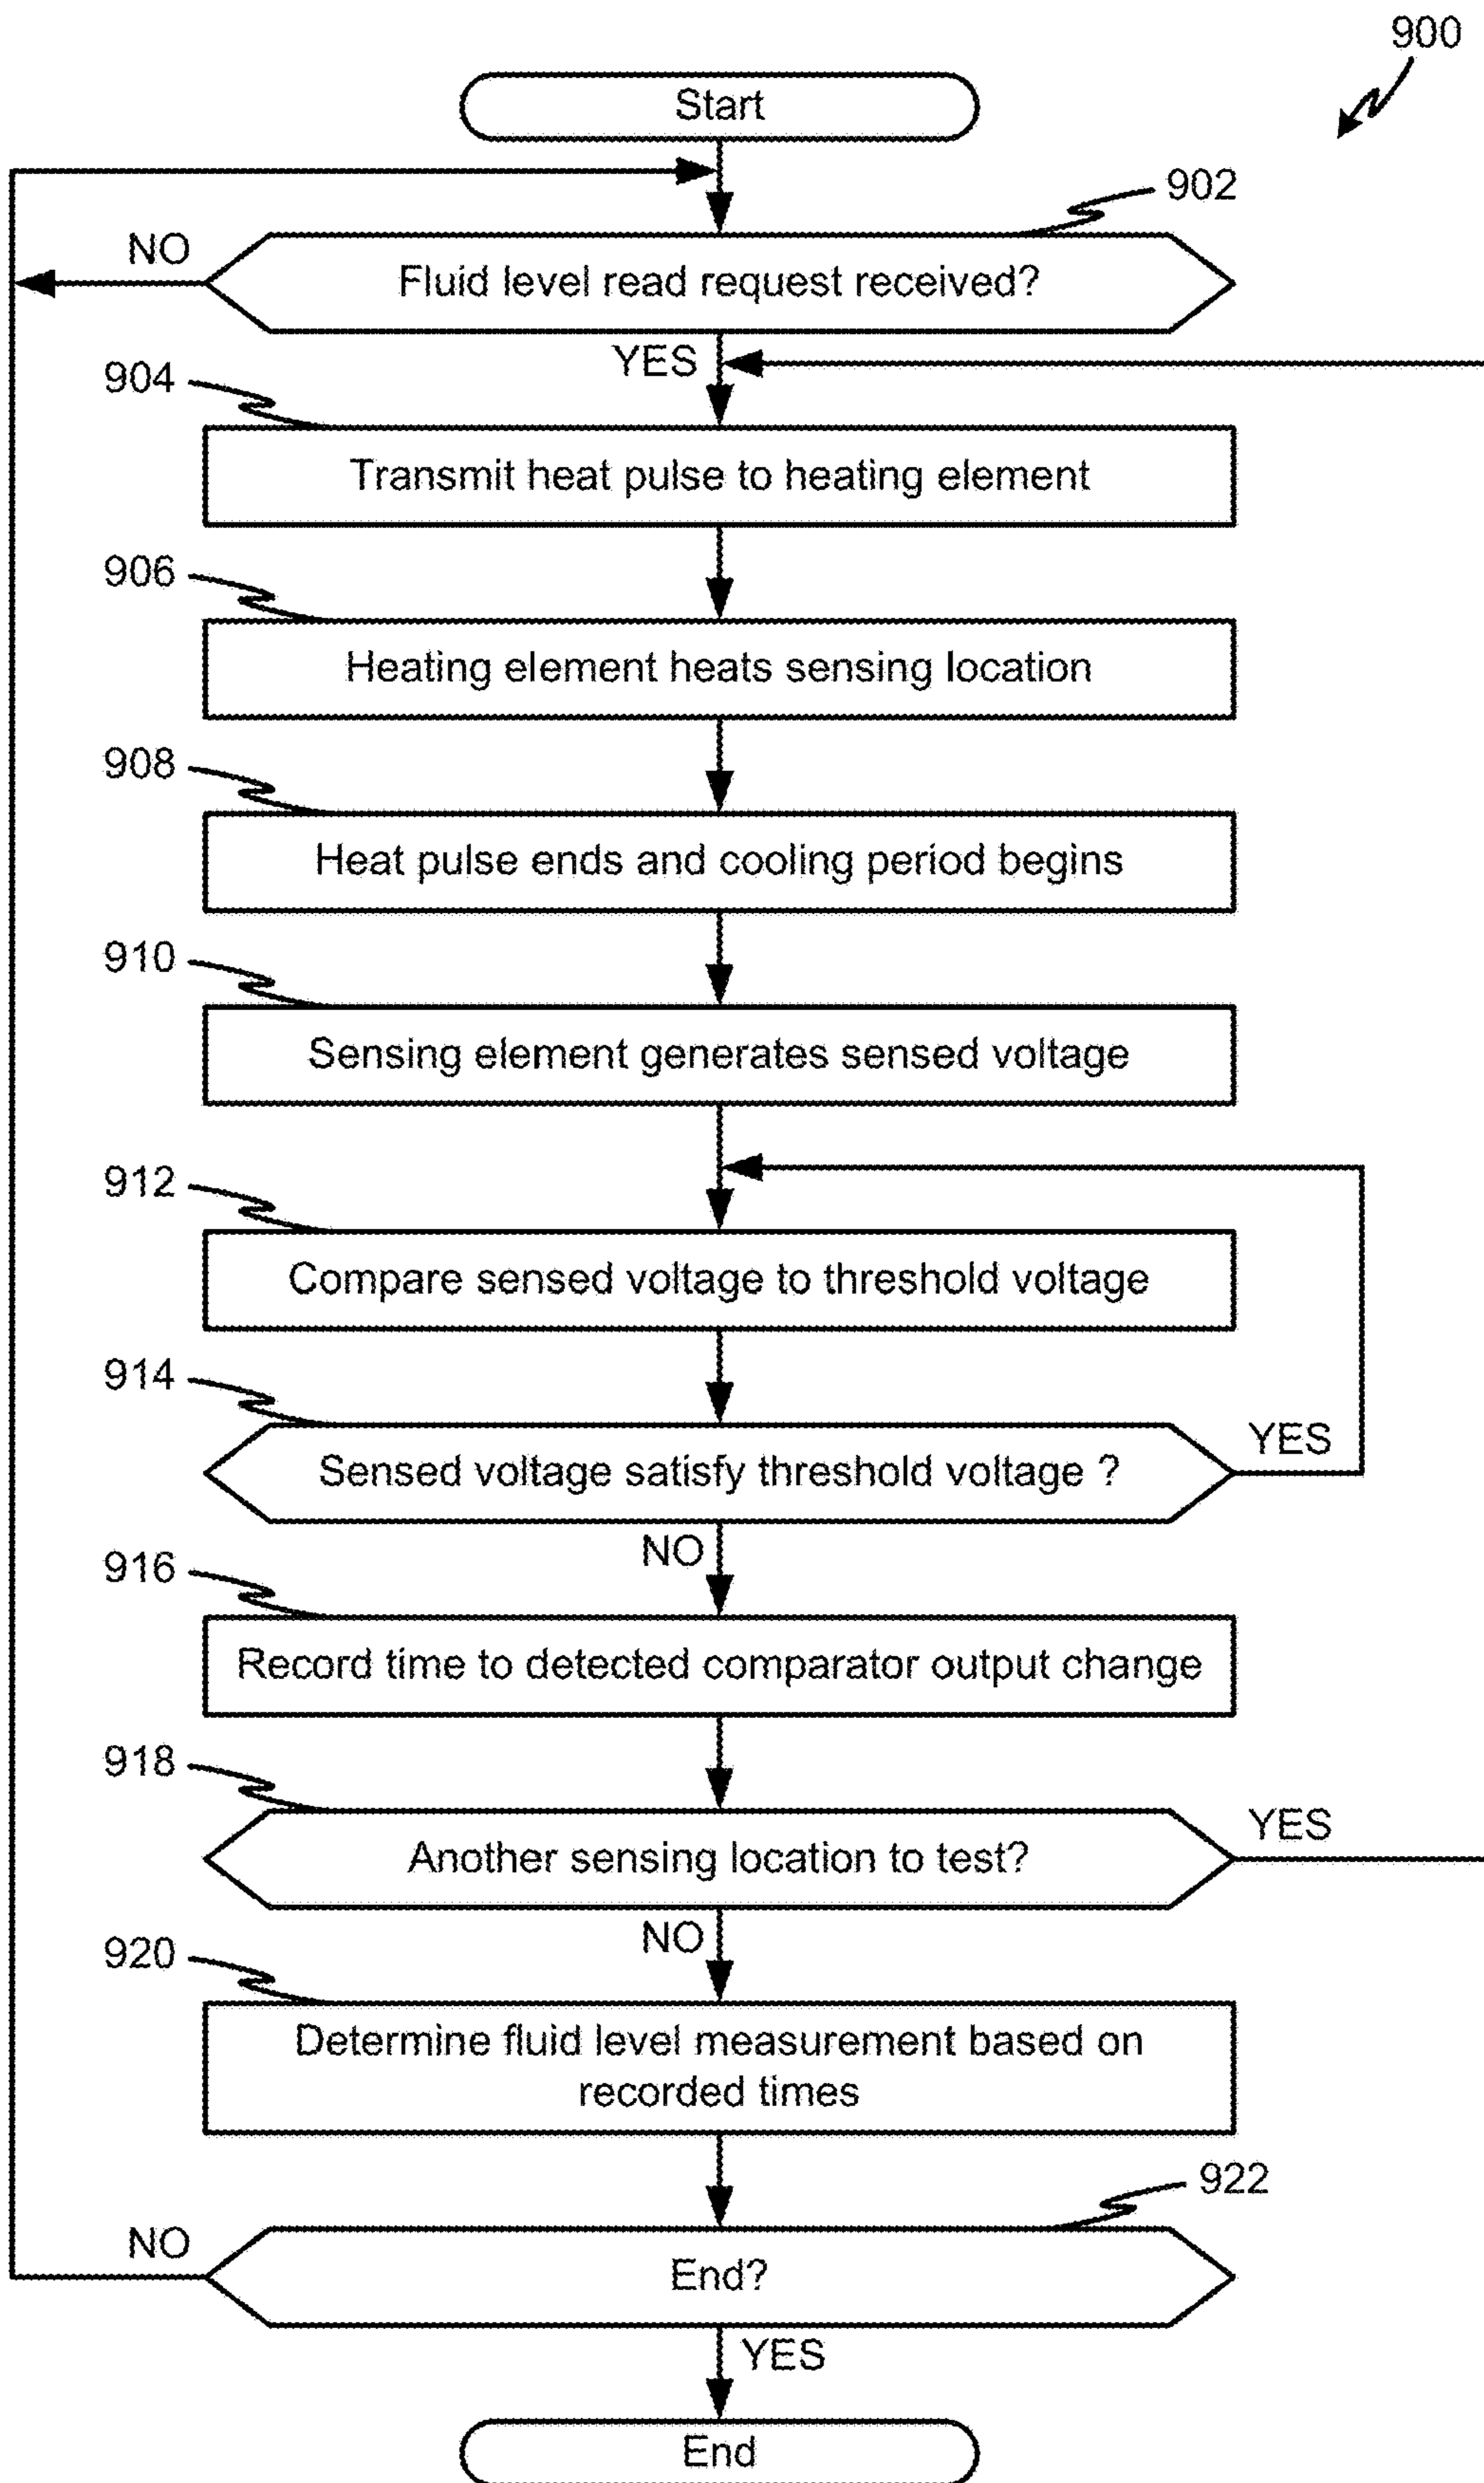 900
Start
902
NO
Fluid level read request received?
YES
904
Transmit heat pulse to heating element
906
Heating element heats sensing location
908
Heat pulse ends and cooling period begins
910
Sensing element generates sensed voltage
912
Compare sensed voltage to threshold voltage
914
Sensed voltage satisfy threshold voltage ?
YES
NO
916
Record time to detected comparator output change
918
Another sensing location to test?
YES
NO
920
Determine fluid level measurement based on
recorded times
922
NO
End?
YES
End